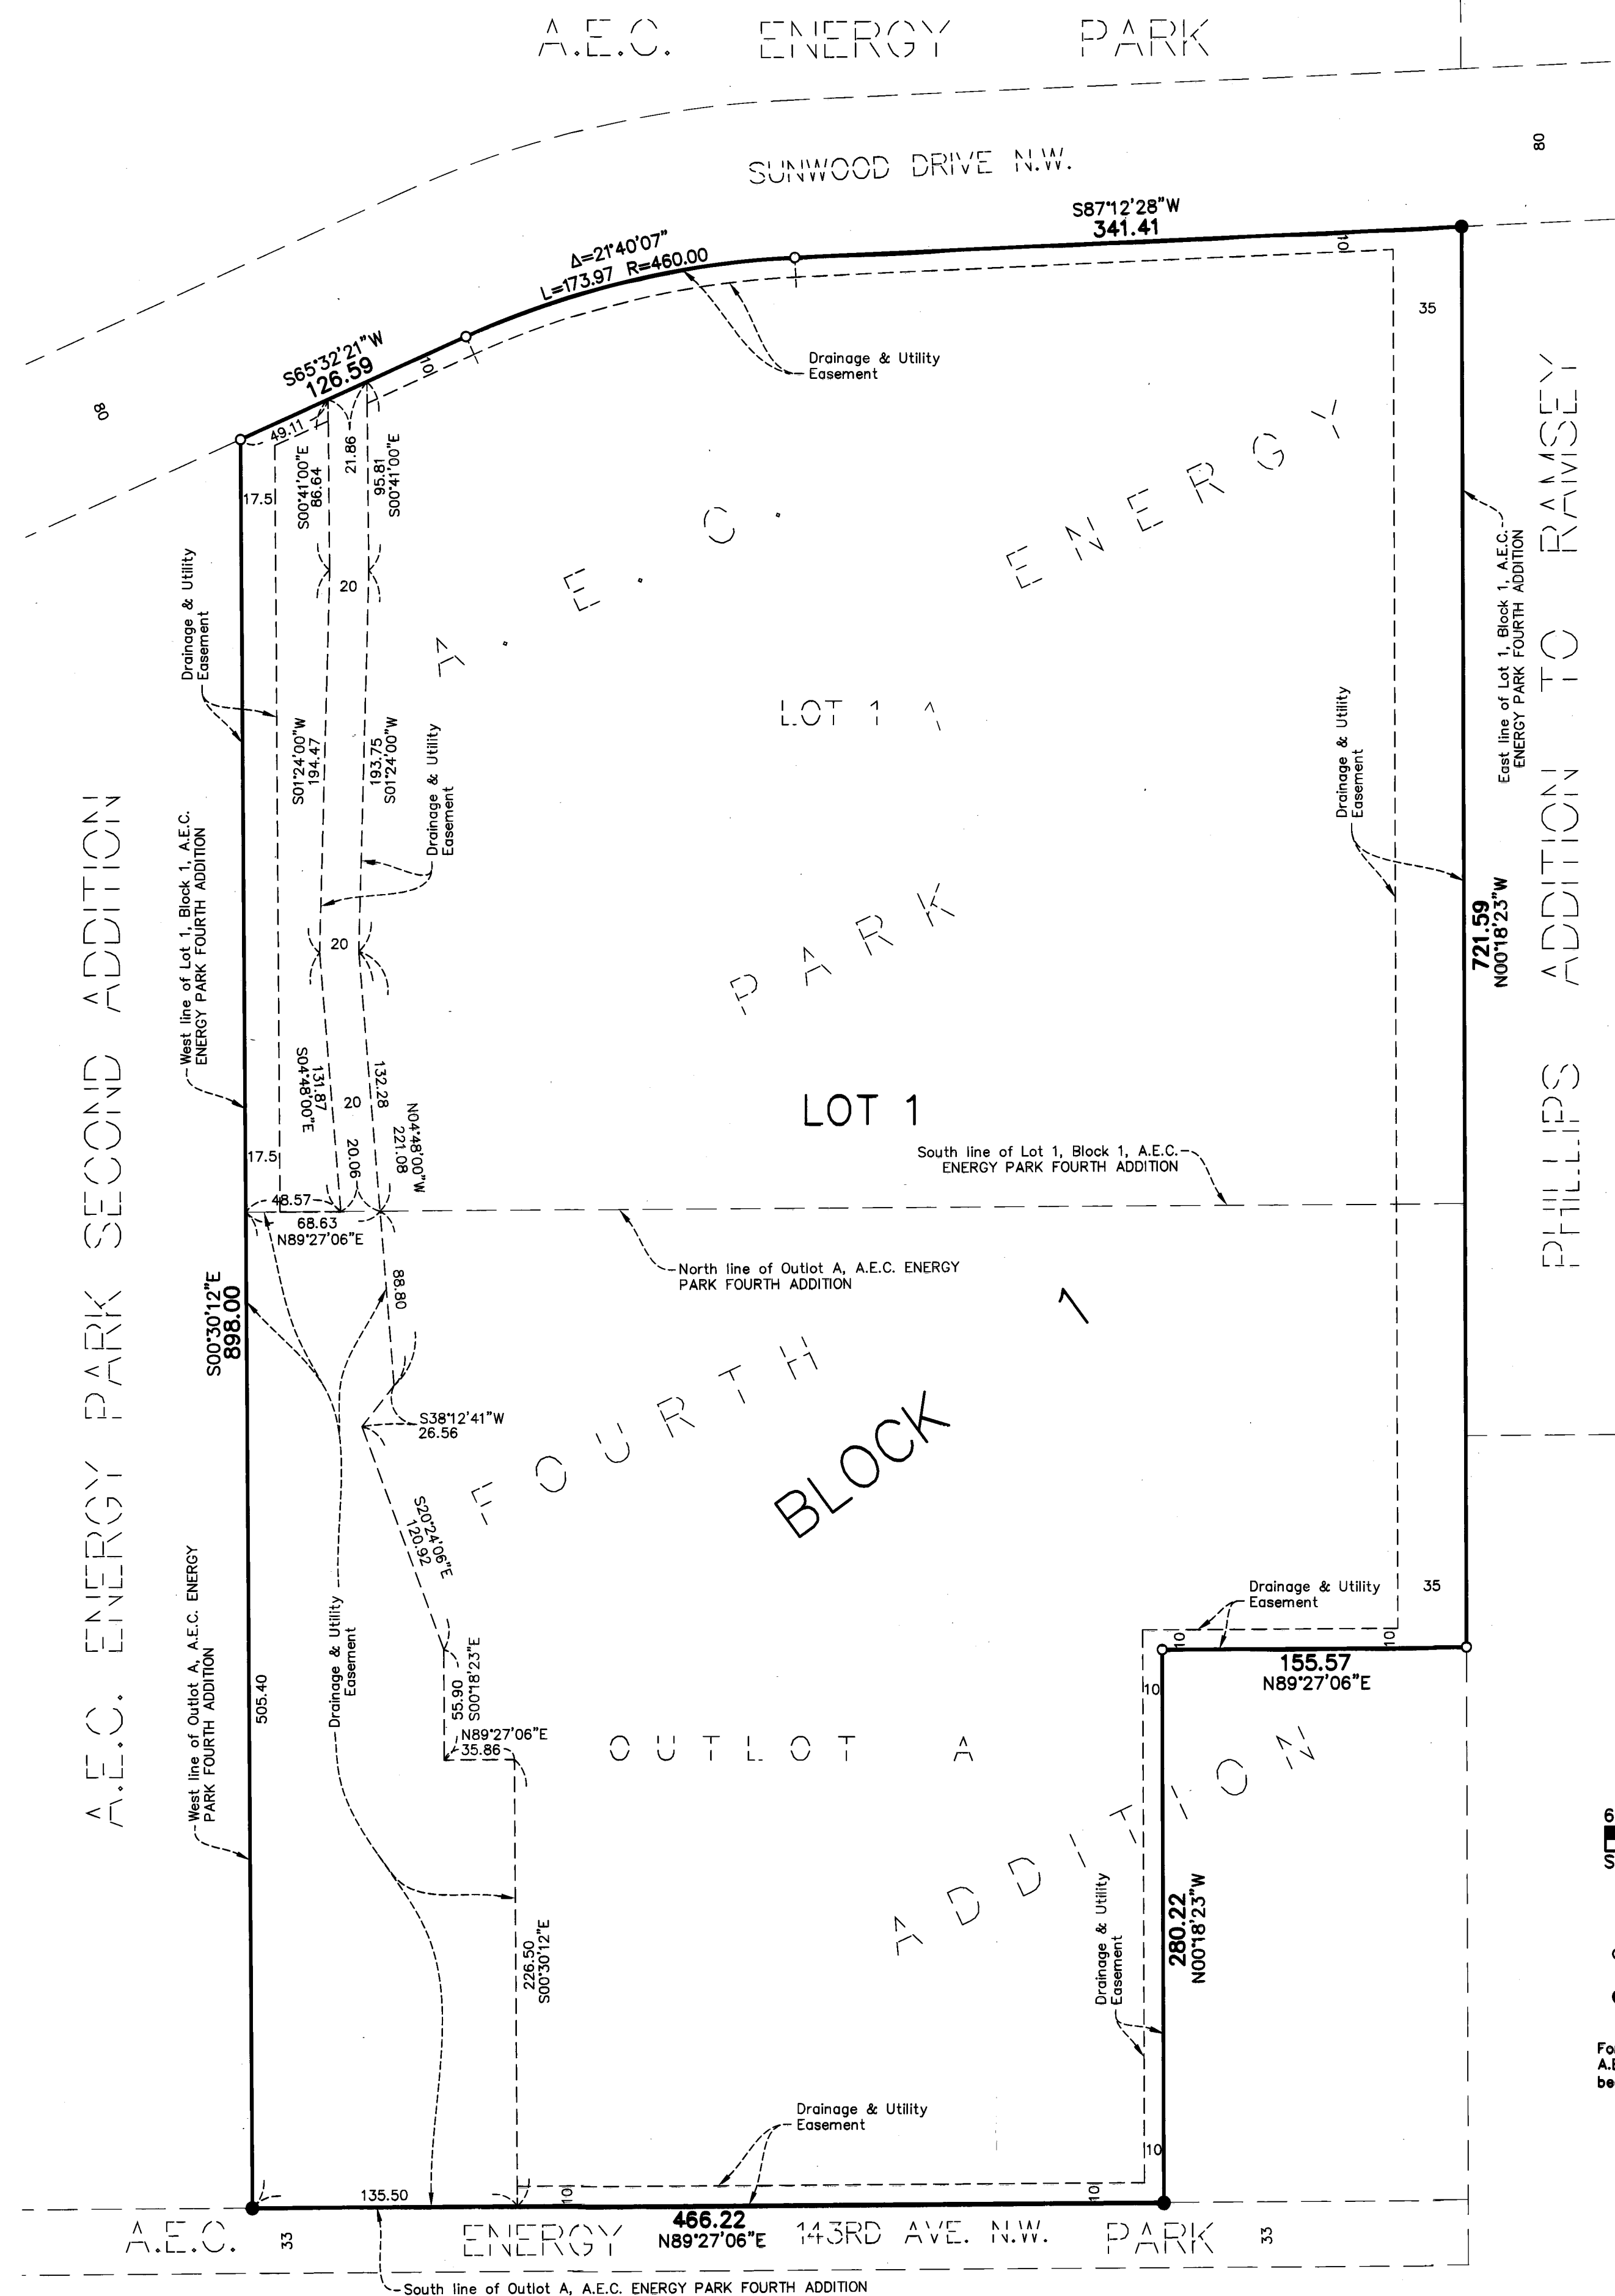 A.E.C. ENERGY PARK
SUNWOOD DRIVE N.W.
80
S87°12'28"W
341.41
Δ=21°40'07"
L=173.97 R=460.00
10
35
S65°32'21"W
126.59
10
Drainage & Utility
Easement
80
49.11
21.86
S00°41'00"E
86.64
95.81
S00°41'00"E
17.5
20
Drainage & Utility
Easement
A.E.C. ENERGY
PARK
FOURTH
ADDITION
LOT 1 1
East line of Lot 1, Block 1, A.E.C.
ENERGY PARK FOURTH ADDITION
PHILLIPS ADDITION TO RAMSEY
S01°24'00"W
194.47
193.75
S01°24'00"W
Drainage & Utility
Easement
Drainage & Utility
Easement
A.E.C. ENERGY PARK SECOND ADDITION
West line of Lot 1, Block 1, A.E.C.
ENERGY PARK FOURTH ADDITION
721.59
N00°18'23"W
20
131.87
S04°48'00"E
20
20.06
132.28
N04°48'00"W
221.08
LOT 1
17.5
South line of Lot 1, Block 1, A.E.C.
ENERGY PARK FOURTH ADDITION
48.57
68.63
N89°27'06"E
North line of Outlot A, A.E.C. ENERGY
PARK FOURTH ADDITION
88.80
S00°30'12"E
898.00
BLOCK 1
S38°12'41"W
26.56
S20°24'06"E
120.92
West line of Outlot A, A.E.C. ENERGY
PARK FOURTH ADDITION
505.40
Drainage & Utility
Easement
Drainage & Utility
Easement
35
10
10
155.57
N89°27'06"E
10
55.90
S00°18'23"E
N89°27'06"E
35.86
OUTLOT A
226.50
S00°30'12"E
Drainage & Utility
Easement
280.22
N00°18'23"W
6
S
Fo
A.E
be
Drainage & Utility
Easement
10
135.50
10
10
466.22
N89°27'06"E
A.E.C. ENERGY PARK
33
143RD AVE. N.W.
33
South line of Outlot A, A.E.C. ENERGY PARK FOURTH ADDITION